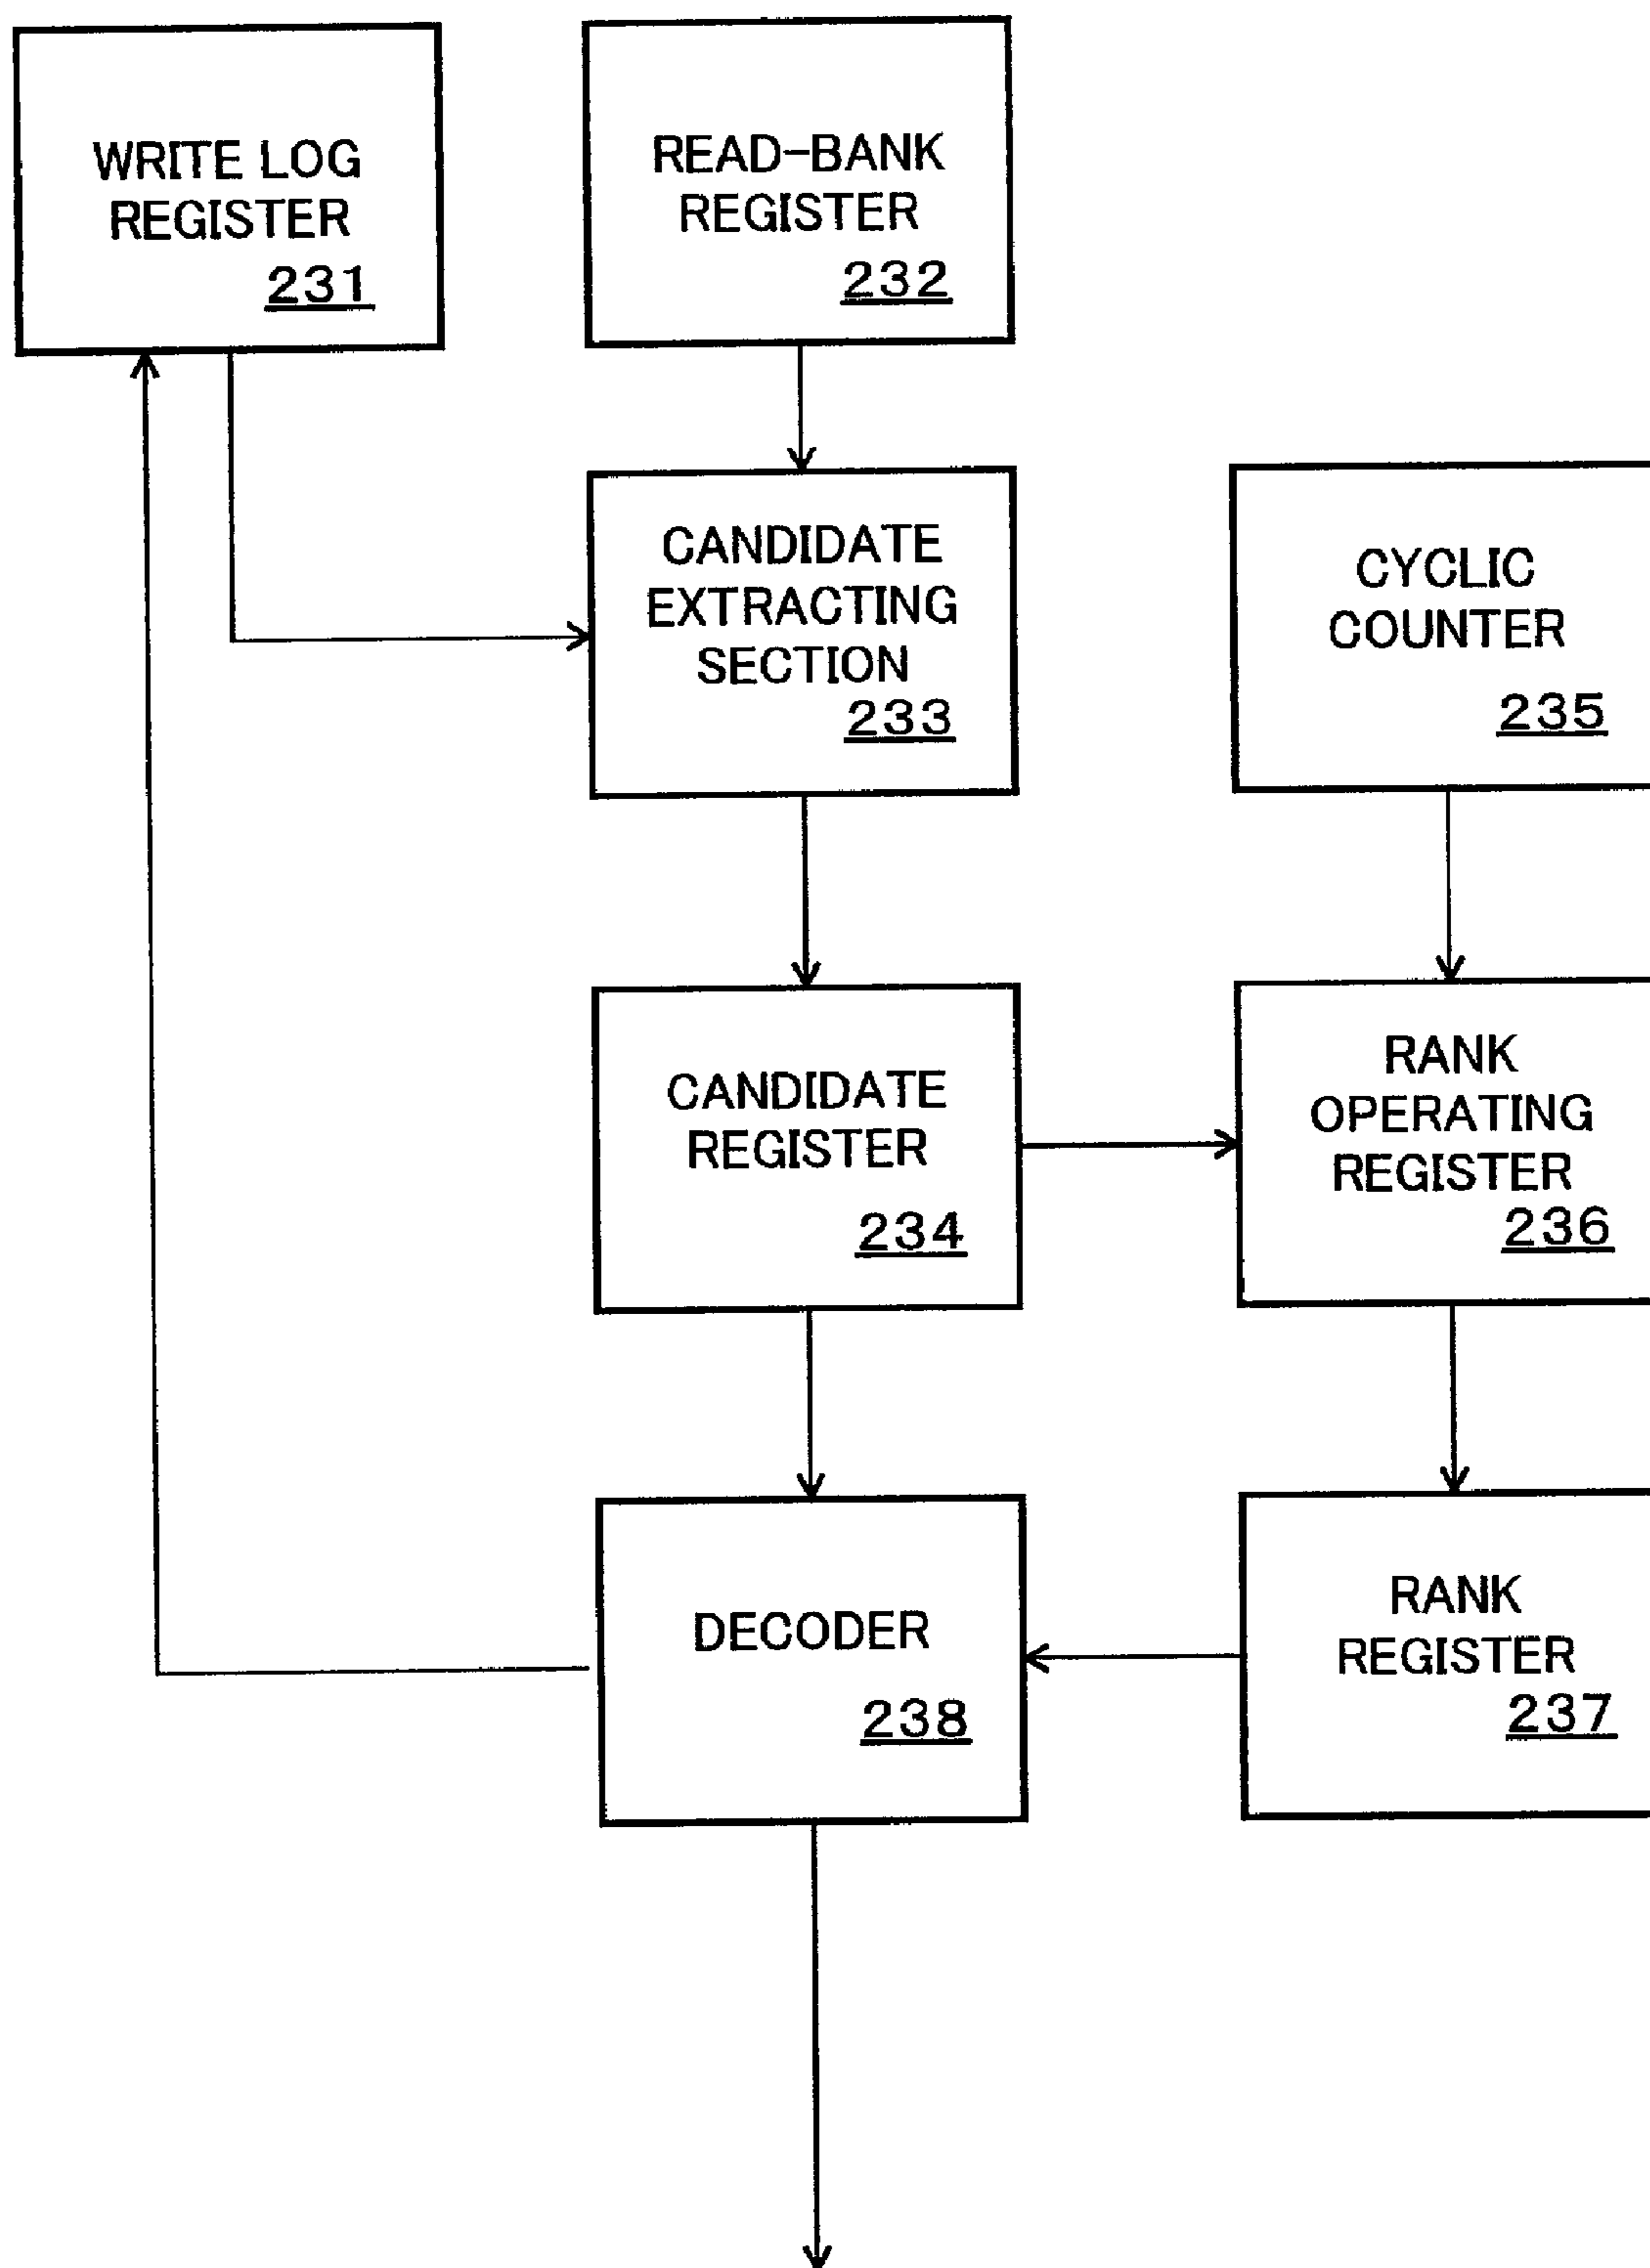 WRITE LOG
REGISTER
231
READ-BANK
REGISTER
232
CANDIDATE
EXTRACTING
SECTION
233
CYCLIC
COUNTER
235
CANDIDATE
REGISTER
234
RANK
OPERATING
REGISTER
236
DECODER
238
RANK
REGISTER
237